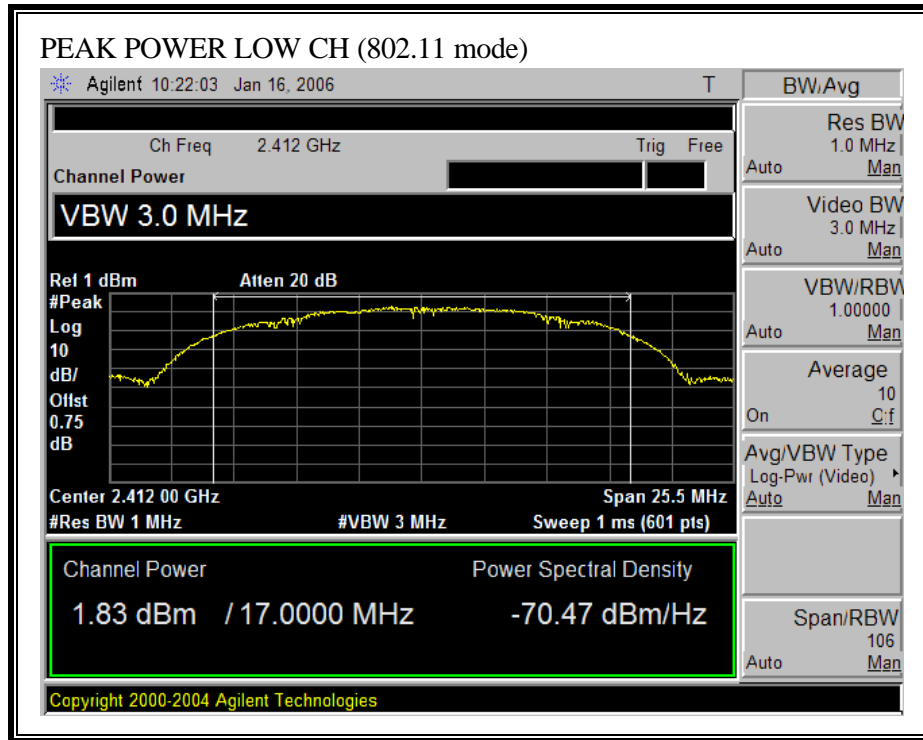 PEAK POWER LOW CH (802.11 mode)
Agilent 10:22:03 Jan 16, 2006 T
Ch Freq 2.412 GHz Trig Free
Channel Power
VBW 3.0 MHz
Ref 1 dBm Atten 20 dB
#Peak
Log
10
dB/
Offst
0.75
dB
Center 2.412 00 GHz Span 25.5 MHz
#Res BW 1 MHz #VBW 3 MHz Sweep 1 ms (601 pts)
Channel Power Power Spectral Density
1.83 dBm / 17.0000 MHz -70.47 dBm/Hz
Copyright 2000-2004 Agilent Technologies
BW/Avg
Res BW
1.0 MHz
Auto Man
Video BW
3.0 MHz
Auto Man
VBW/RBW
1.00000
Auto Man
Average
10
On Off
Avg/VBW Type
Log-Pwr (Video)
Auto Man
Span/RBW
106
Auto Man